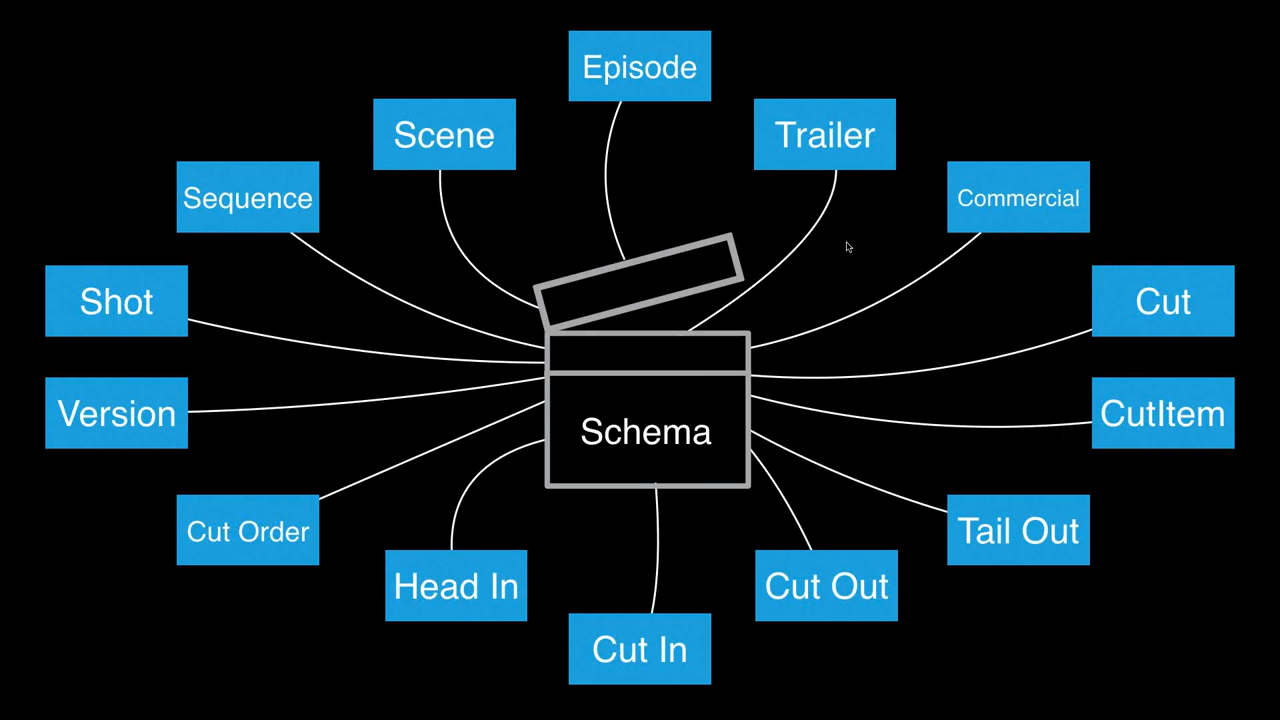 Episode
Scene
Trailer
Sequence
Commercial
Shot
Cut
Version
CutItem
Schema
Cut Order
Tail Out
Head In
Cut Out
Cut In